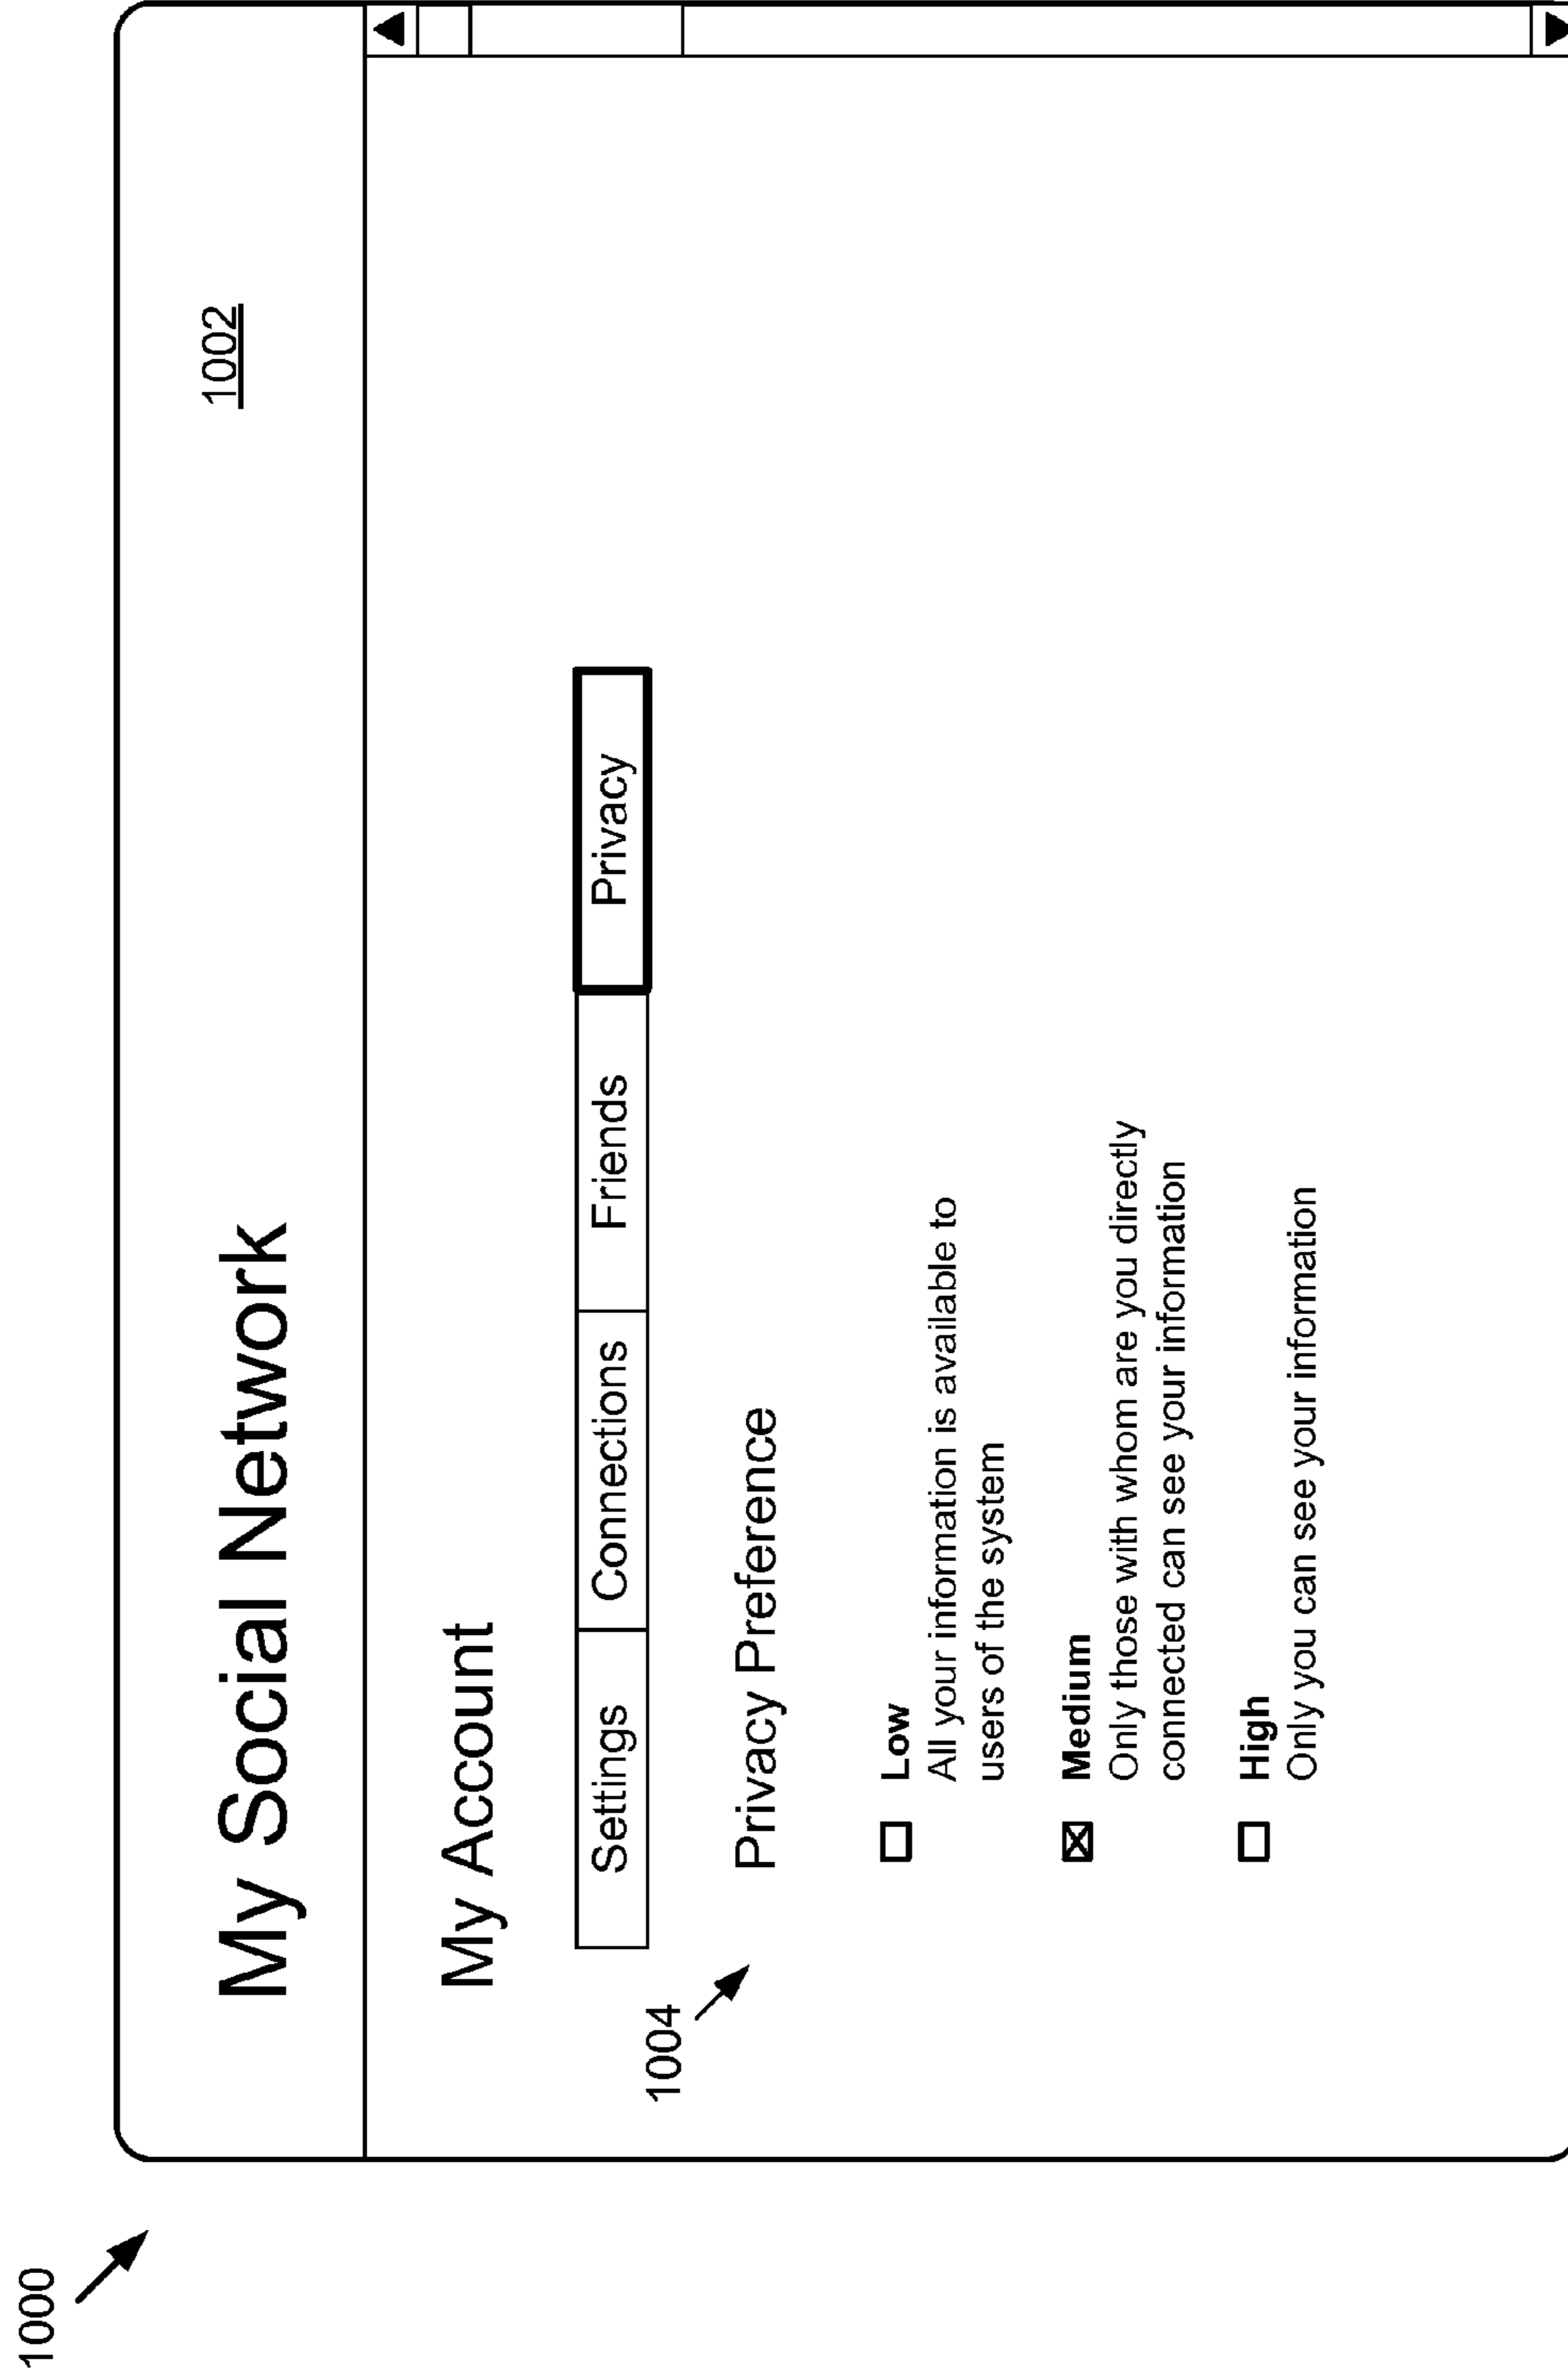 1000
My Social Network
1002
My Account
Settings Connections Friends Privacy
1004
Privacy Preference
Low
All your information is available to
users of the system
Medium
Only those with whom are you directly
connected can see your information
High
Only you can see your information